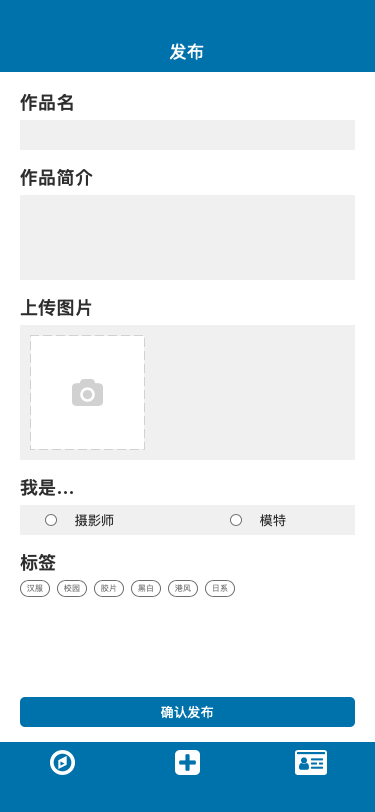 发布
作品名
作品简介
上传图片
我是...
摄影师 模特
标签
汉服 校园 胶片 黑白 港风 日系
确认发布